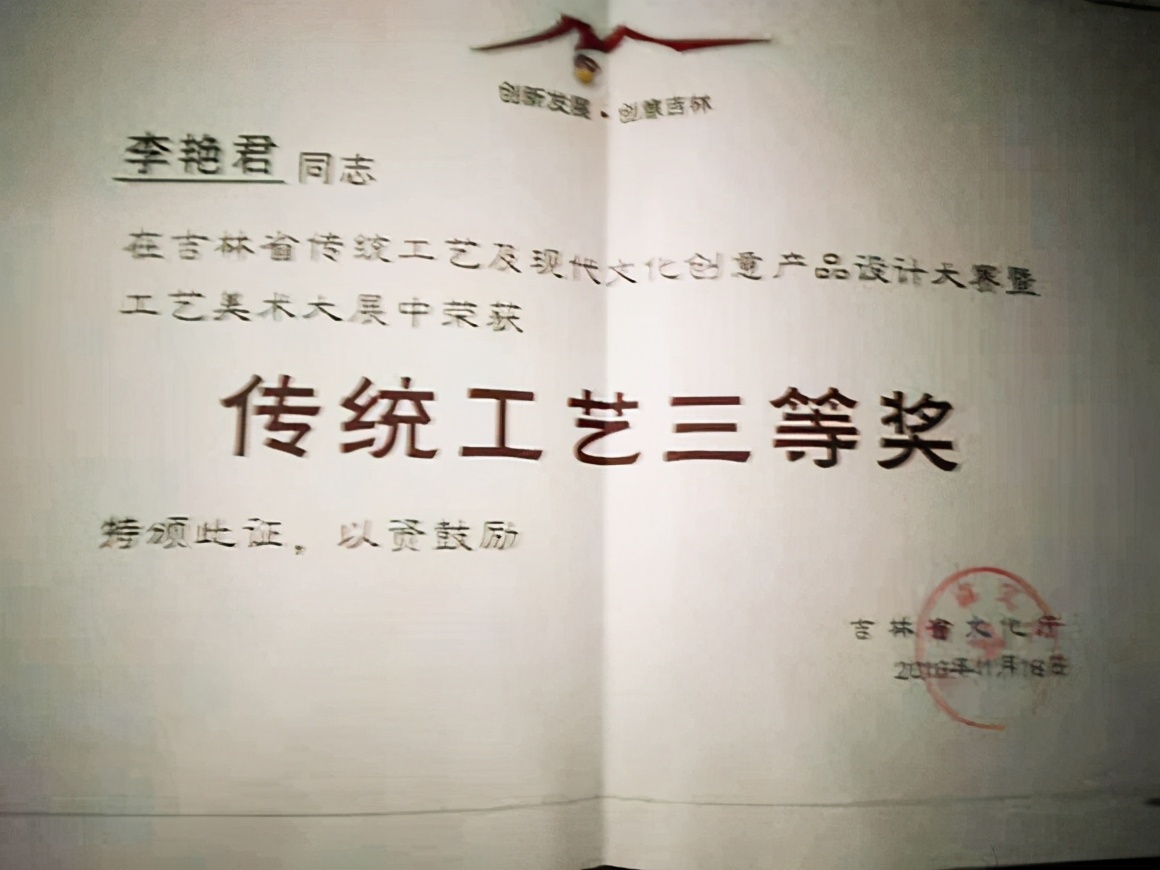 创新发展·创意吉林
李艳君 同志
在吉林省传统工艺及现代文化创意产品设计大赛暨
工艺美术大展中荣获
传统工艺三等奖
特颁此证，以资鼓励
吉林省文化厅